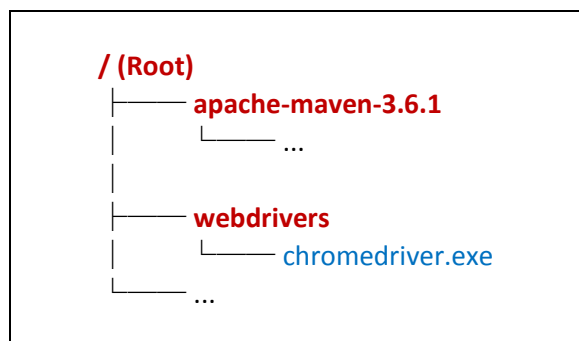 / (Root)
apache-maven-3.6.1
...
webdrivers
chromedriver.exe
...